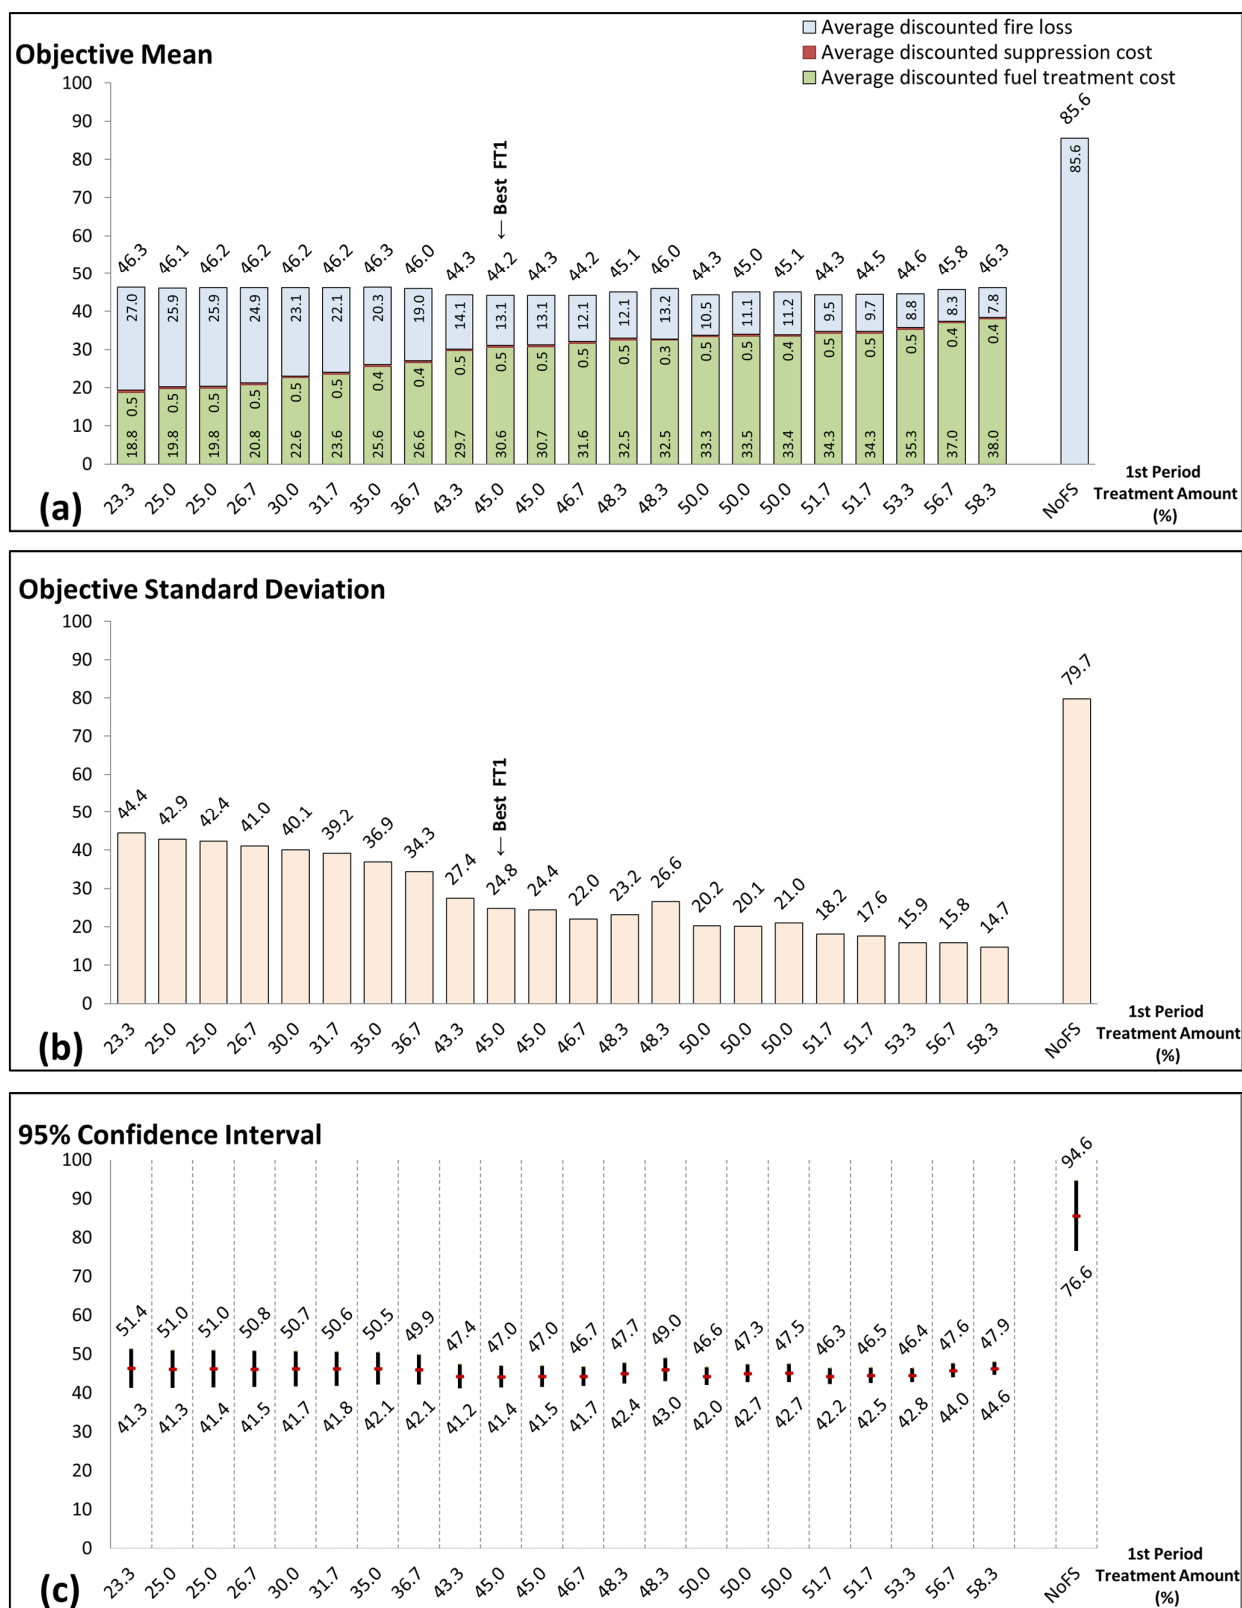 Objective Mean
Average discounted fire loss
Average discounted suppression cost
Average discounted fuel treatment cost
100
90
80
70
60
50
40
30
20
10
0
← Best FT1
46.3 46.1 46.2 46.2 46.2 46.2 46.3 46.0 44.3 44.2 44.3 44.2 45.1 46.0 44.3 45.0 45.1 44.3 44.5 44.6 45.8 46.3 85.6
27.0 25.9 25.9 24.9 23.1 22.1 20.3 19.0 14.1 13.1 13.1 12.1 12.1 13.2 10.5 11.1 11.2 9.5 9.7 8.8 8.3 7.8 85.6
0.5 0.5 0.5 0.5 0.5 0.5 0.4 0.4 0.5 0.5 0.5 0.5 0.5 0.3 0.5 0.5 0.4 0.5 0.5 0.5 0.4 0.4
18.8 19.8 19.8 20.8 22.6 23.6 25.6 26.6 29.7 30.6 30.7 31.6 32.5 32.5 33.3 33.5 33.4 34.3 34.3 35.3 37.0 38.0
23.3 25.0 25.0 26.7 30.0 31.7 35.0 36.7 43.3 45.0 45.0 46.7 48.3 48.3 50.0 50.0 50.0 51.7 51.7 53.3 56.7 58.3 NoFS
1st Period
Treatment Amount
(%)
(a)
Objective Standard Deviation
100
90
80
70
60
50
40
30
20
10
0
← Best FT1
44.4 42.9 42.4 41.0 40.1 39.2 36.9 34.3 27.4 24.8 24.4 22.0 23.2 26.6 20.2 20.1 21.0 18.2 17.6 15.9 15.8 14.7 79.7
23.3 25.0 25.0 26.7 30.0 31.7 35.0 36.7 43.3 45.0 45.0 46.7 48.3 48.3 50.0 50.0 50.0 51.7 51.7 53.3 56.7 58.3 NoFS
1st Period
Treatment Amount
(%)
(b)
95% Confidence Interval
100
90
80
70
60
50
40
30
20
10
0
51.4 51.0 51.0 50.8 50.7 50.6 50.5 49.9 47.4 47.0 47.0 46.7 47.7 49.0 46.6 47.3 47.5 46.3 46.5 46.4 47.6 47.9 94.6
41.3 41.3 41.4 41.5 41.7 41.8 42.1 42.1 41.2 41.4 41.5 41.7 42.4 43.0 42.0 42.7 42.7 42.2 42.5 42.8 44.0 44.6 76.6
23.3 25.0 25.0 26.7 30.0 31.7 35.0 36.7 43.3 45.0 45.0 46.7 48.3 48.3 50.0 50.0 50.0 51.7 51.7 53.3 56.7 58.3 NoFS
1st Period
Treatment Amount
(%)
(c)